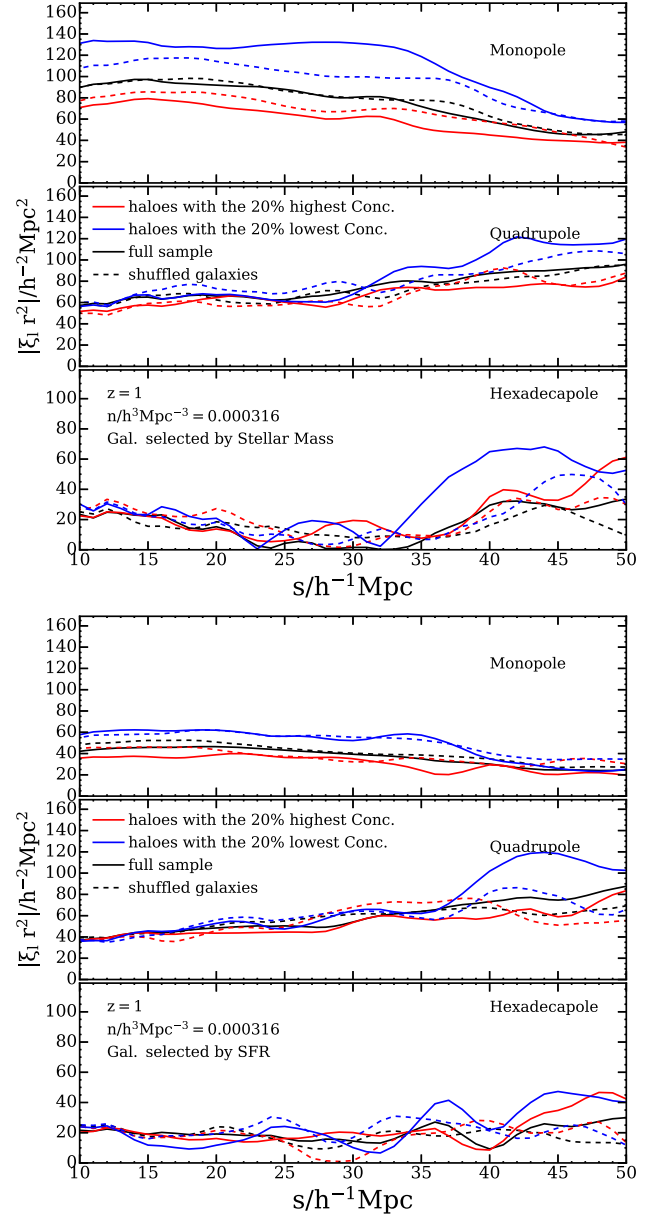 160
140
120
100
80
60
40
20
0
Monopole
160
140
120
100
80
60
40
20
0
haloes with the 20% highest Conc.
haloes with the 20% lowest Conc.
full sample
shuffled galaxies
Quadrupole
|ξₗ r²|/h⁻²Mpc²
100
80
60
40
20
0
z = 1
n/h³Mpc⁻³ = 0.000316
Gal. selected by Stellar Mass
Hexadecapole
10 15 20 25 30 35 40 45 50
s/h⁻¹Mpc
160
140
120
100
80
60
40
20
0
Monopole
160
140
120
100
80
60
40
20
0
haloes with the 20% highest Conc.
haloes with the 20% lowest Conc.
full sample
shuffled galaxies
Quadrupole
|ξₗ r²|/h⁻²Mpc²
100
80
60
40
20
0
z = 1
n/h³Mpc⁻³ = 0.000316
Gal. selected by SFR
Hexadecapole
10 15 20 25 30 35 40 45 50
s/h⁻¹Mpc